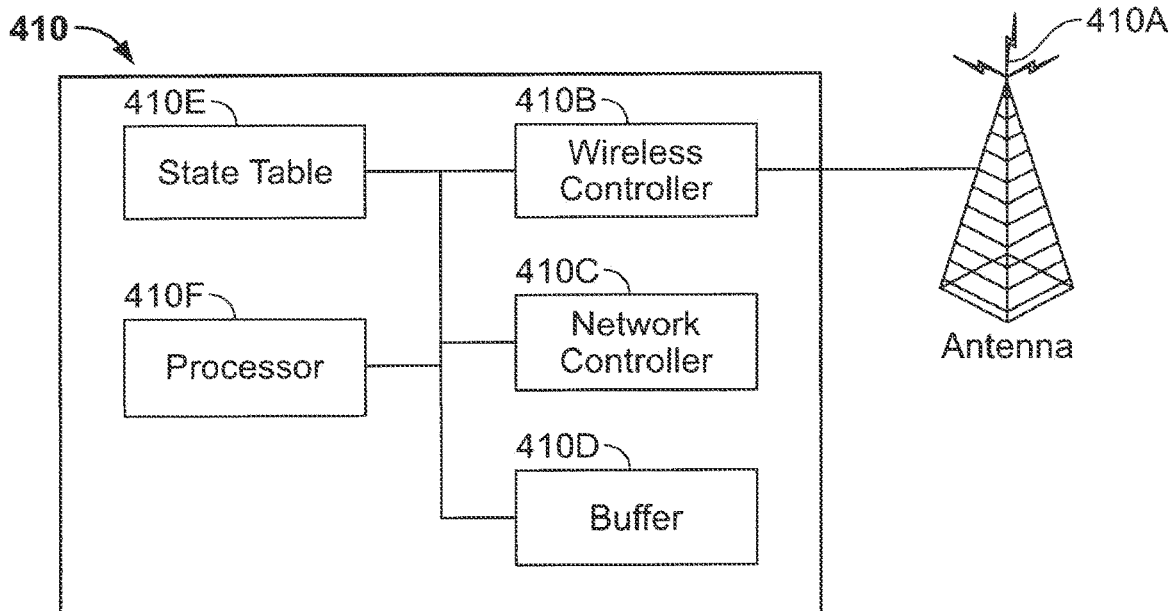 410
410A
410E
State Table
410B
Wireless
Controller
410F
Processor
410C
Network
Controller
Antenna
410D
Buffer